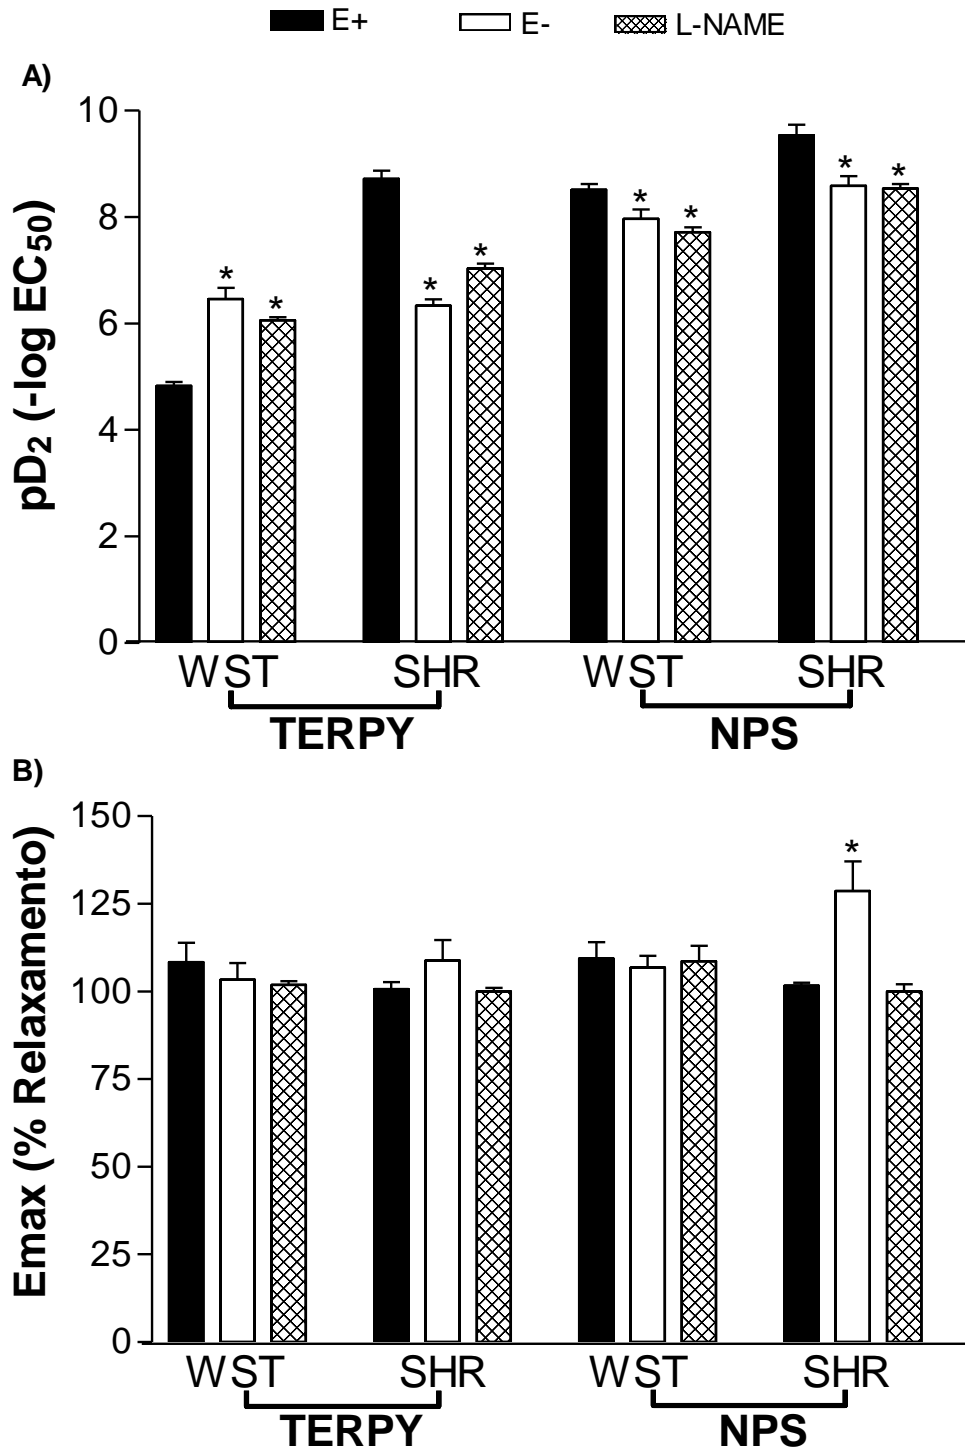 E+ E- L-NAME
A)
pD2 (-log EC50)
10
8
6
4
2
0
* * * * * * * *
WST SHR WST SHR
TERPY NPS
B)
Emax (% Relaxamento)
150
125
100
75
50
25
0
*
WST SHR WST SHR
TERPY NPS